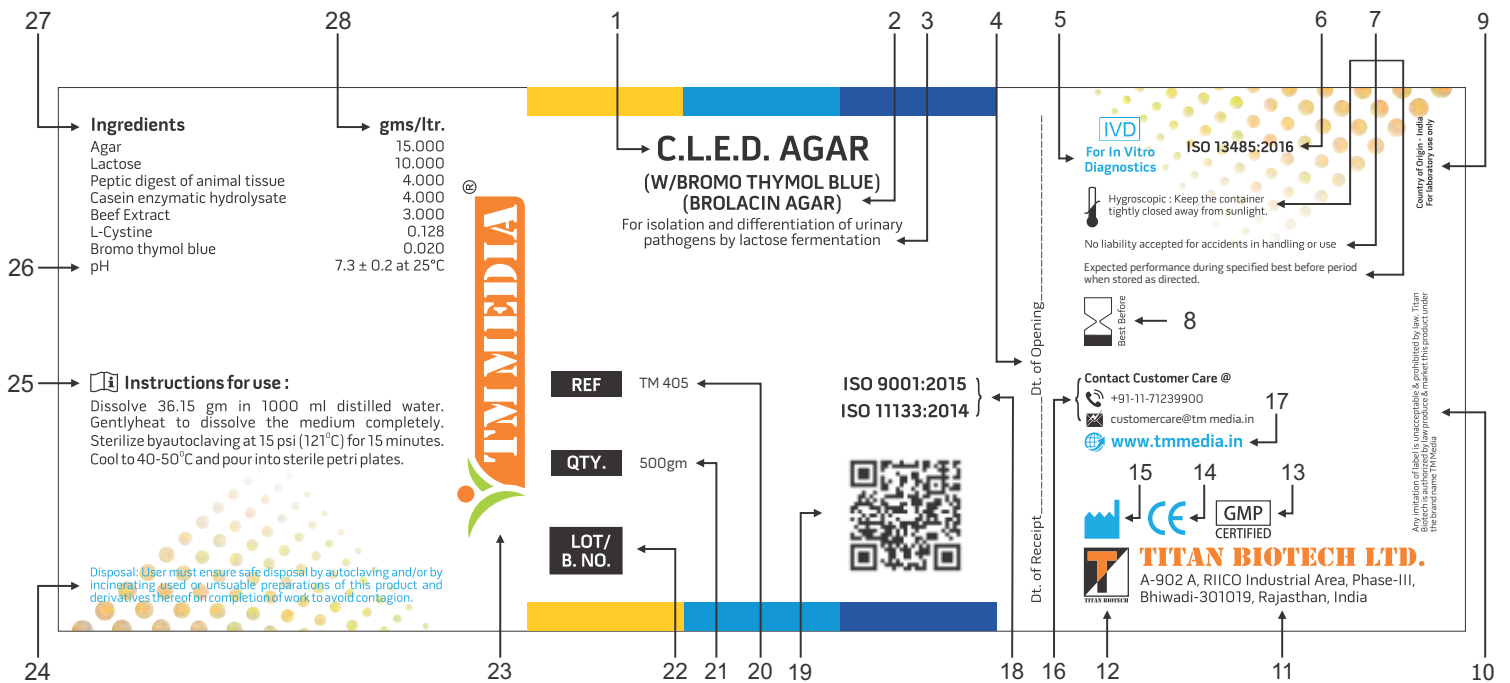 27
28
1
2
3
4
5
6
7
9
Ingredients gms/ltr.
Agar 15.000
Lactose 10.000
Peptic digest of animal tissue 4.000
Casein enzymatic hydrolysate 4.000
Beef Extract 3.000
L-Cystine 0.128
Bromo thymol blue 0.020
26
pH 7.3 ± 0.2 at 25°C
25
i Instructions for use :
Dissolve 36.15 gm in 1000 ml distilled water.
Gentlyheat to dissolve the medium completely.
Sterilize byautoclaving at 15 psi (121⁰C) for 15 minutes.
Cool to 40-50⁰C and pour into sterile petri plates.
Disposal: User must ensure safe disposal by autoclaving and/or by
incinerating used or unsuable preparations of this product and
derivatives thereof on completion of work to avoid contagion.
24
TMMEDIA
®
23
C.L.E.D. AGAR
(W/BROMO THYMOL BLUE)
(BROLACIN AGAR)
For isolation and differentiation of urinary
pathogens by lactose fermentation
REF TM 405
QTY. 500gm
LOT/
B. NO.
ISO 9001:2015
ISO 11133:2014
22
21
20
19
18
Dt. of Receipt_______________ Dt. of Opening_______________
IVD
For In Vitro
Diagnostics
ISO 13485:2016
Hygroscopic : Keep the container
tightly closed away from sunlight.
No liability accepted for accidents in handling or use
Expected performance during specified best before period
when stored as directed.
Best Before
8
Country of Origin - India
For laboratory use only
Contact Customer Care @
+91-11-71239900
customercare@tm media.in
www.tmmedia.in
17
15
14
13
CE
GMP
CERTIFIED
Any imitation of label is unacceptable & prohibited by law. Titan
Biotech is authorized by law produce & market this product under
the brand name TM Media
T
TITAN BIOTECH
TITAN BIOTECH LTD.
A-902 A, RIICO Industrial Area, Phase-III,
Bhiwadi-301019, Rajasthan, India
16
12
11
10